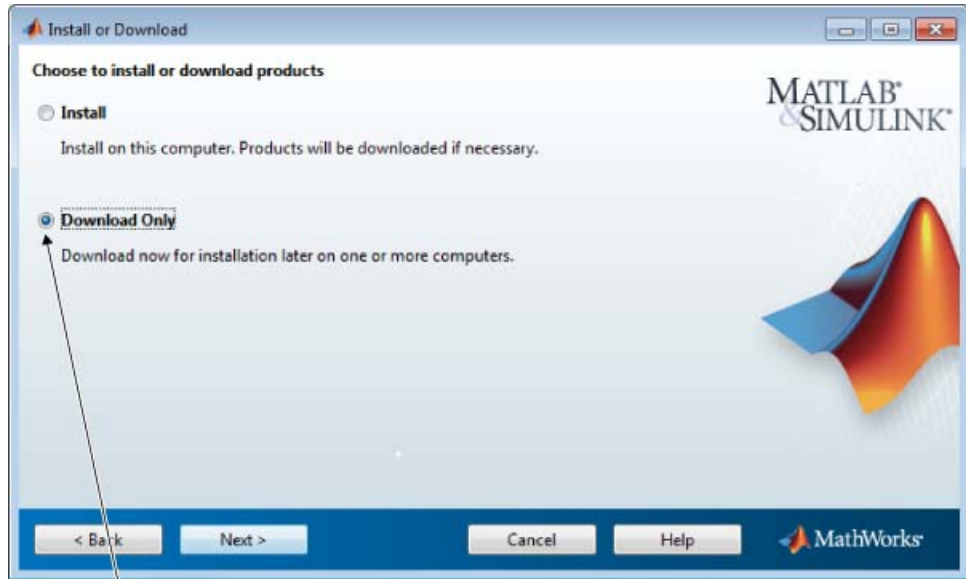 Install or Download
Choose to install or download products
MATLAB®
&SIMULINK®
Install
Install on this computer. Products will be downloaded if necessary.
Download Only
Download now for installation later on one or more computers.
< Back
Next >
Cancel
Help
MathWorks®